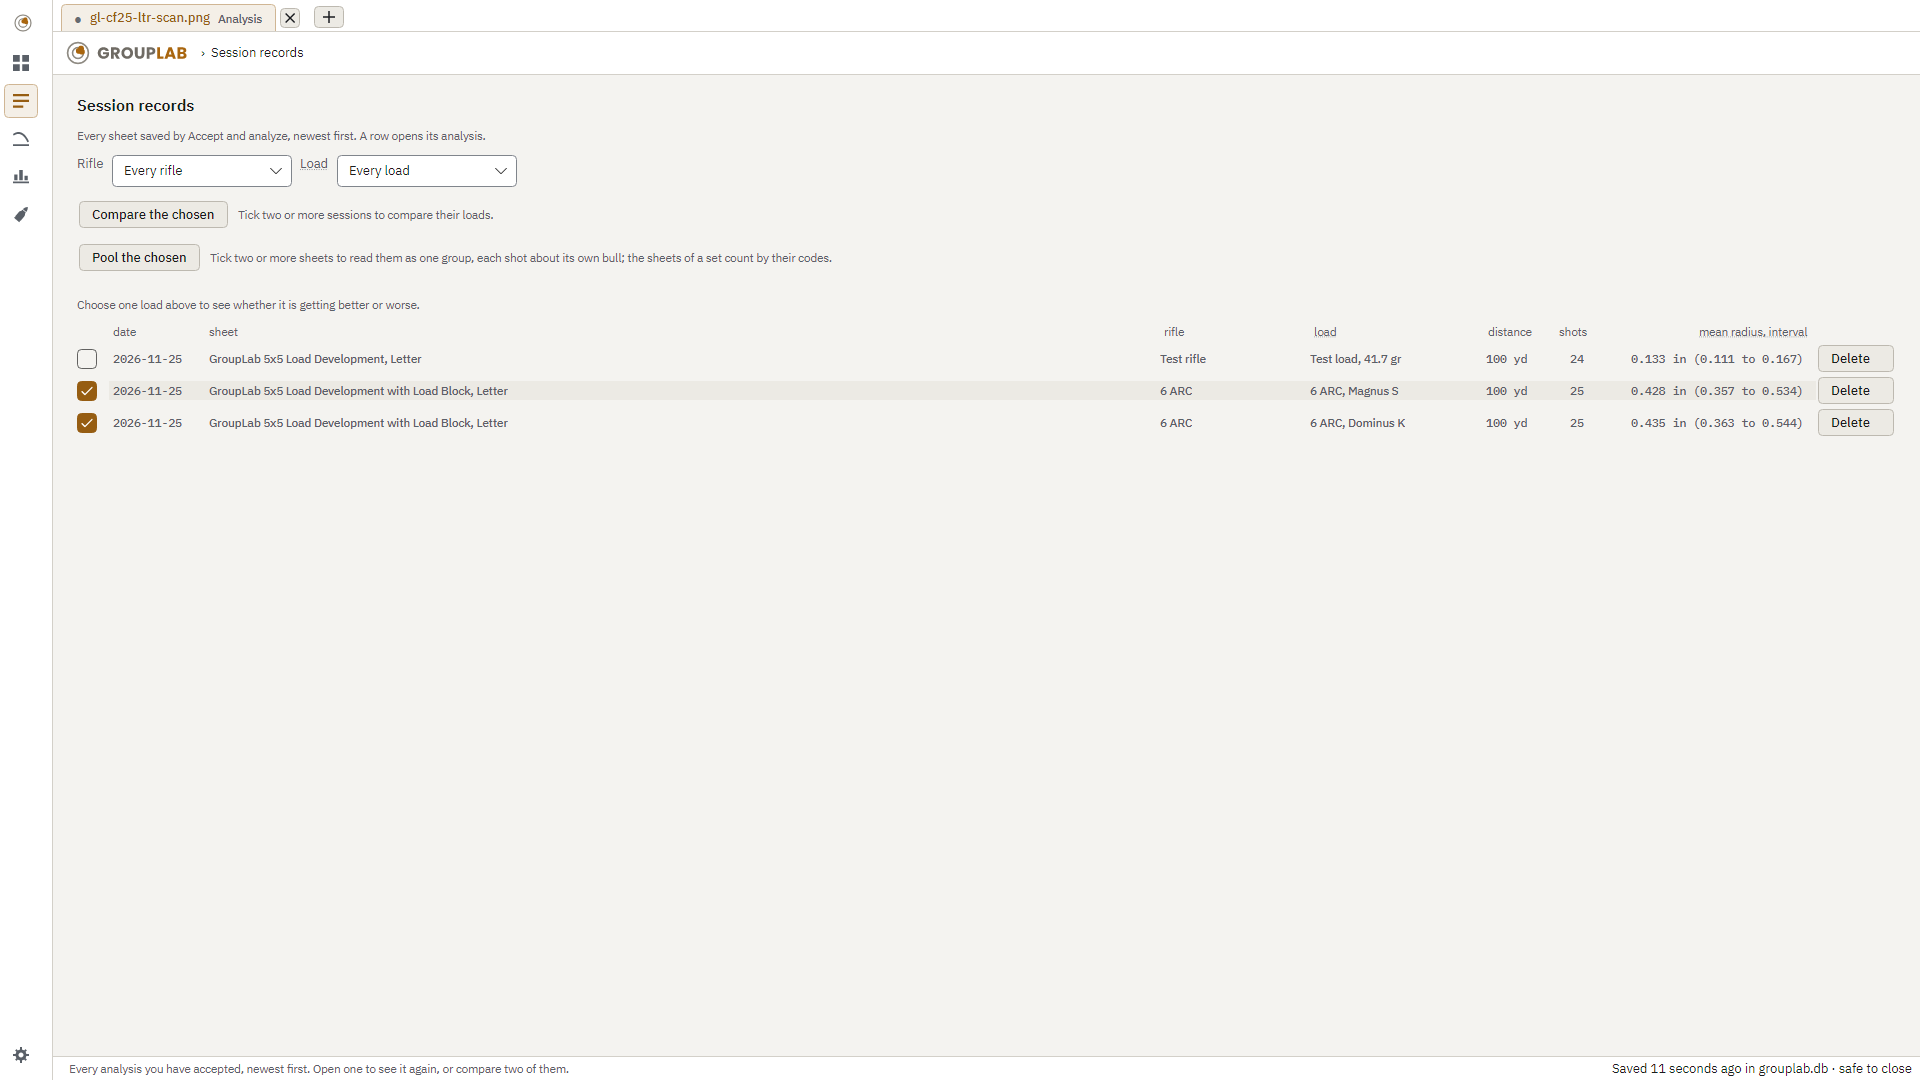 gl-cf25-ltr-scan.png Analysis
GROUPLAB › Session records
Session records
Every sheet saved by Accept and analyze, newest first. A row opens its analysis.
Rifle Every rifle Load Every load
Compare the chosen Tick two or more sessions to compare their loads.
Pool the chosen Tick two or more sheets to read them as one group, each shot about its own bull; the sheets of a set count by their codes.
Choose one load above to see whether it is getting better or worse.
date sheet rifle load distance shots mean radius, interval
2026-11-25 GroupLab 5x5 Load Development, Letter Test rifle Test load, 41.7 gr 100 yd 24 0.133 in (0.111 to 0.167) Delete
2026-11-25 GroupLab 5x5 Load Development with Load Block, Letter 6 ARC 6 ARC, Magnus S 100 yd 25 0.428 in (0.357 to 0.534) Delete
2026-11-25 GroupLab 5x5 Load Development with Load Block, Letter 6 ARC 6 ARC, Dominus K 100 yd 25 0.435 in (0.363 to 0.544) Delete
Every analysis you have accepted, newest first. Open one to see it again, or compare two of them. Saved 11 seconds ago in grouplab.db · safe to close